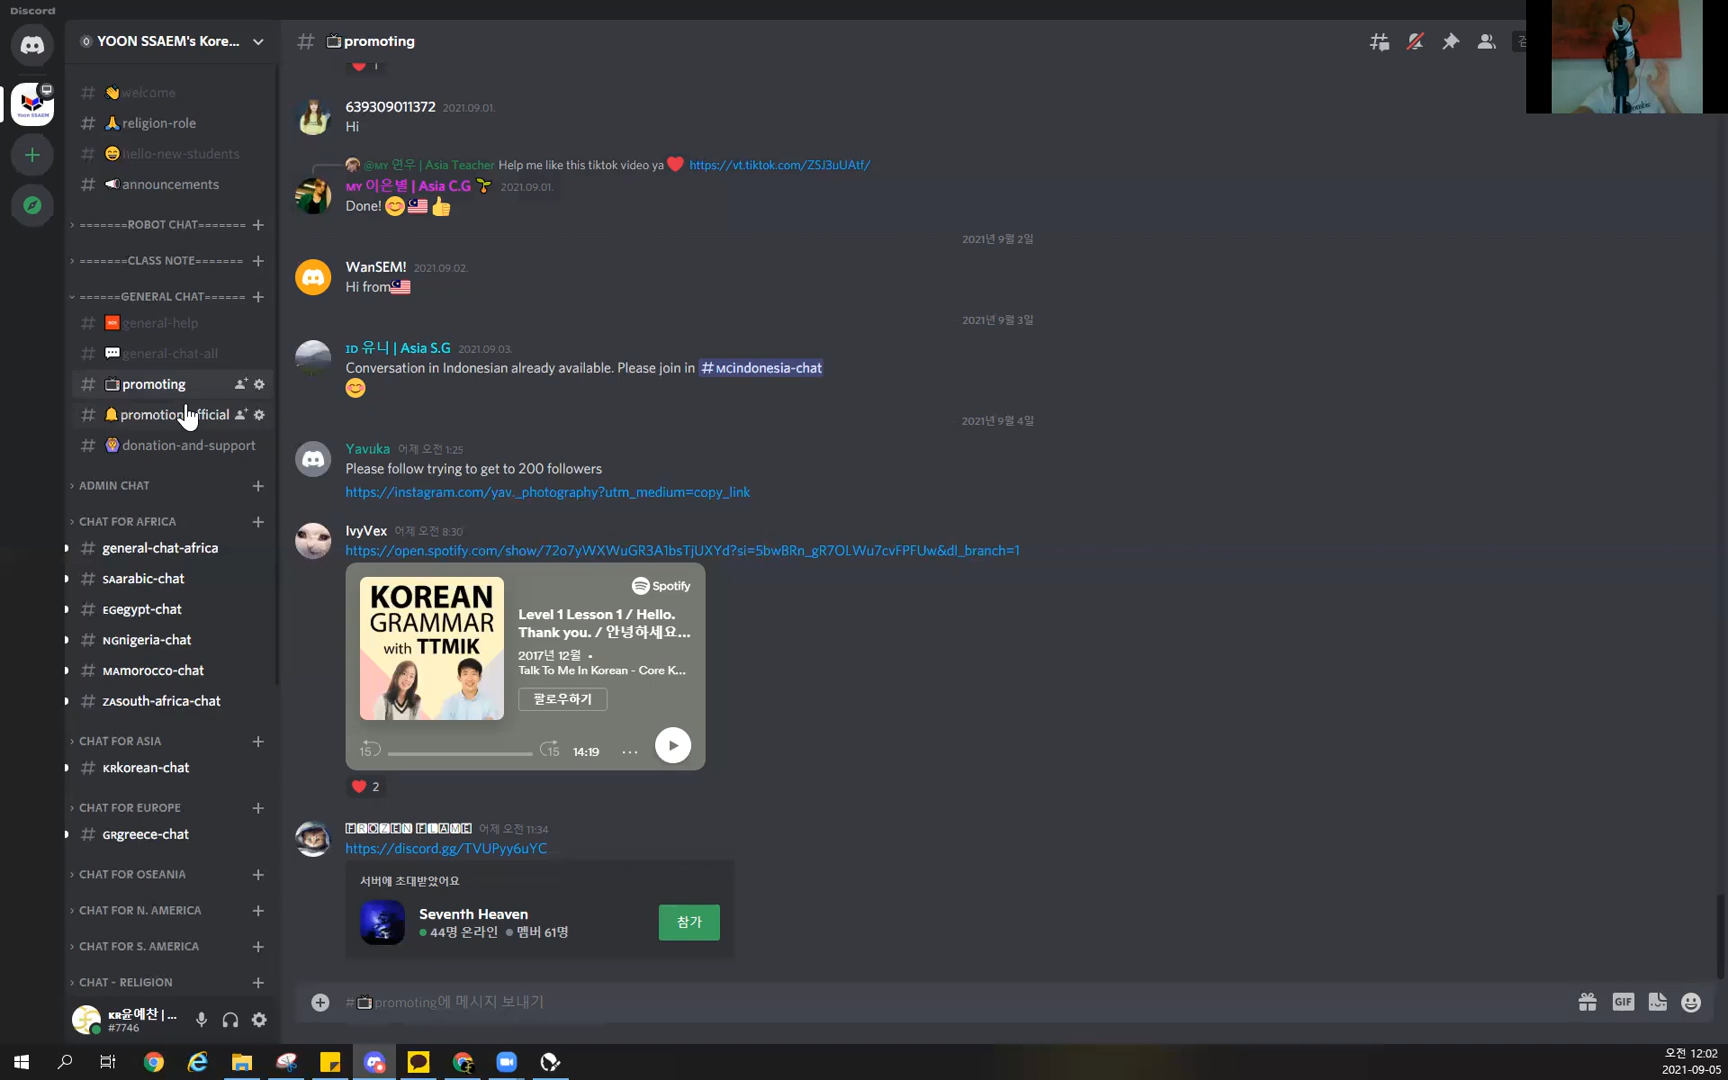 Discord
YOON SSAEM's Kore...
welcome
religion-role
hello-new-students
announcements
=======ROBOT CHAT=======
=======CLASS NOTE=======
======GENERAL CHAT======
general-help
general-chat-all
promoting
promotion
fficial
donation-and-support
ADMIN CHAT
CHAT FOR AFRICA
general-chat-africa
SAarabic-chat
EGegypt-chat
NGnigeria-chat
MAmorocco-chat
ZAsouth-africa-chat
CHAT FOR ASIA
KRkorean-chat
CHAT FOR EUROPE
GRgreece-chat
CHAT FOR OSEANIA
CHAT FOR N. AMERICA
CHAT FOR S. AMERICA
CHAT - RELIGION
KR윤예찬 | ...
#7746
Yoon SSAEM
# promoting
1
639309011372 2021.09.01.
Hi
@MY 연우 | Asia Teacher Help me like this tiktok video ya https://vt.tiktok.com/ZSJ3uUAtf/
MY 이은별 | Asia C.G 2021.09.01.
Done!
2021년 9월 2일
WanSEM! 2021.09.02.
Hi from
2021년 9월 3일
ID 유니 | Asia S.G 2021.09.03.
Conversation in Indonesian already available. Please join in #MCindonesia-chat
2021년 9월 4일
Yavuka 어제 오전 1:25
Please follow trying to get to 200 followers
https://instagram.com/yav._photography?utm_medium=copy_link
IvyVex 어제 오전 8:30
https://open.spotify.com/show/72o7yWXWuGR3A1bsTjUXYd?si=5bwBRn_gR7OLWu7cvFPFUw&dl_branch=1
KOREAN
GRAMMAR
with TTMIK
Spotify
Level 1 Lesson 1 / Hello.
Thank you. / 안녕하세요...
2017년 12월 •
Talk To Me In Korean - Core K...
팔로우하기
15
15
14:19
2
FROZEN FLAME 어제 오전 11:34
https://discord.gg/TVUPyy6uYC
서버에 초대받았어요
Seventh Heaven
44명 온라인 멤버 61명
참가
#promoting에 메시지 보내기
GIF
오전 12:02
2021-09-05